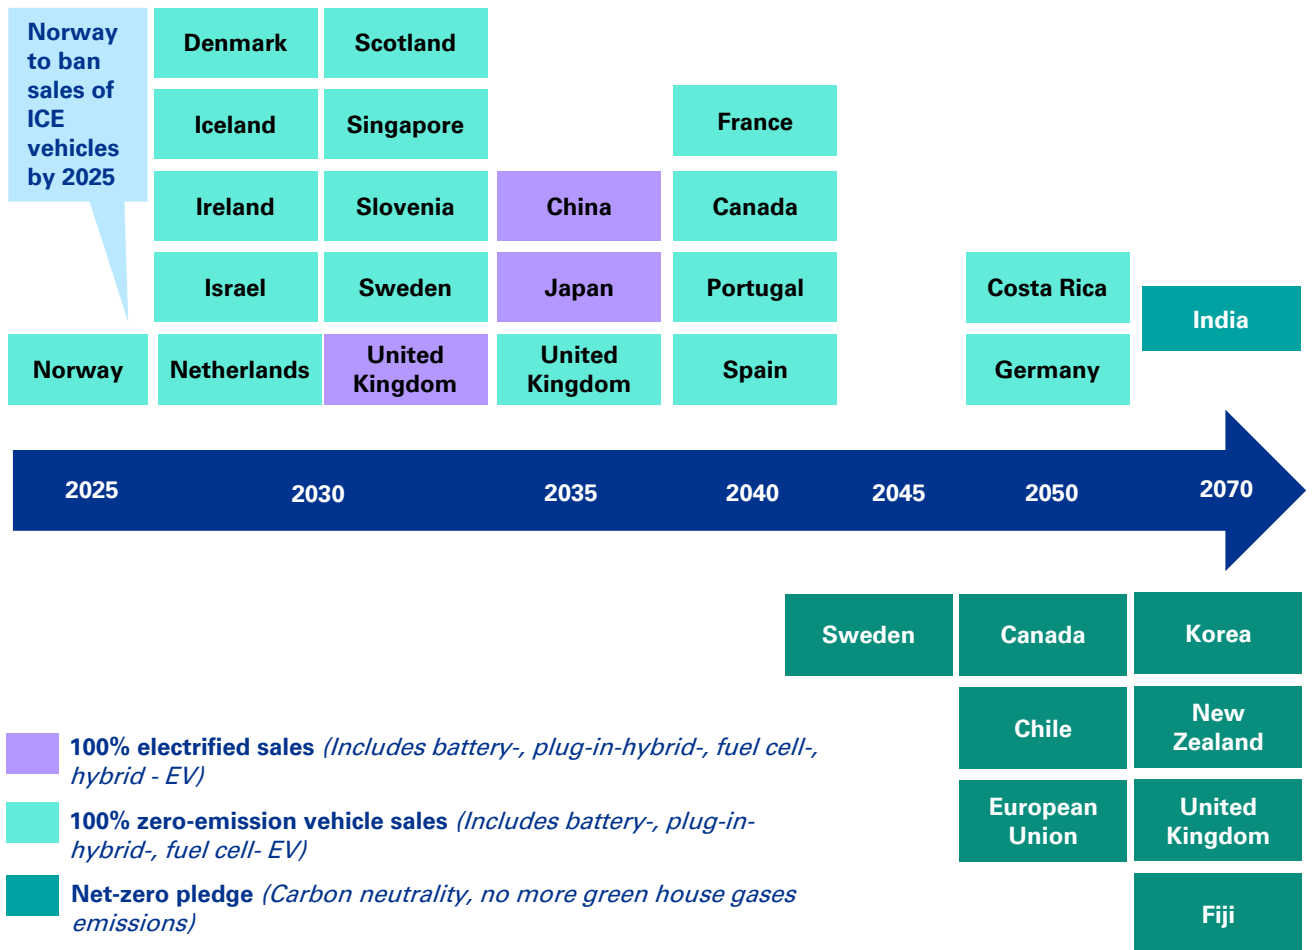 Norway
to ban
sales of
ICE
vehicles
by 2025
Denmark
Scotland
Iceland
Singapore
France
Ireland
Slovenia
China
Canada
Israel
Sweden
Japan
Portugal
Costa Rica
India
Norway
Netherlands
United
Kingdom
United
Kingdom
Spain
Germany
2025
2030
2035
2040
2045
2050
2070
Sweden
Canada
Korea
Chile
New
Zealand
European
Union
United
Kingdom
Fiji
100% electrified sales (Includes battery-, plug-in-hybrid-, fuel cell-,
hybrid - EV)
100% zero-emission vehicle sales (Includes battery-, plug-in-
hybrid-, fuel cell- EV)
Net-zero pledge (Carbon neutrality, no more green house gases
emissions)